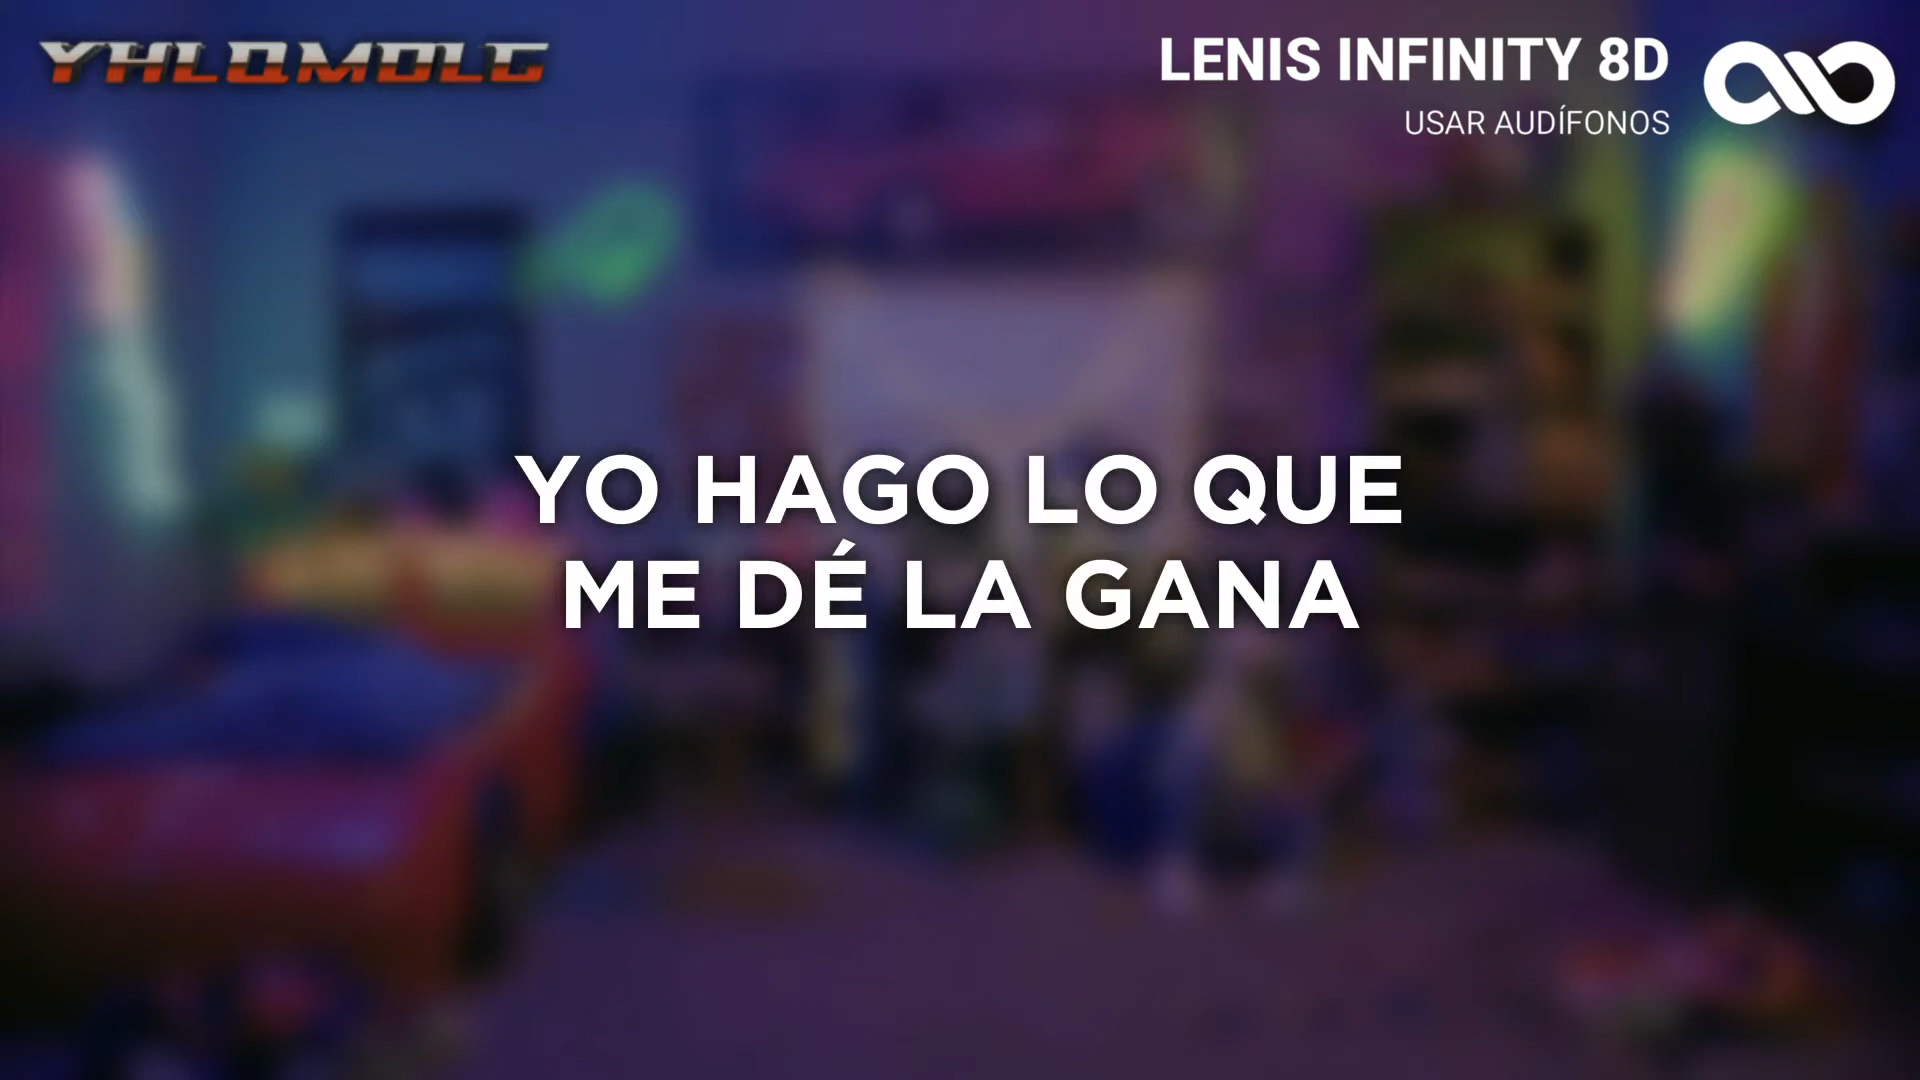 YHLQMDLG
LENIS INFINITY 8D
USAR AUDÍFONOS
YO HAGO LO QUE
ME DÉ LA GANA